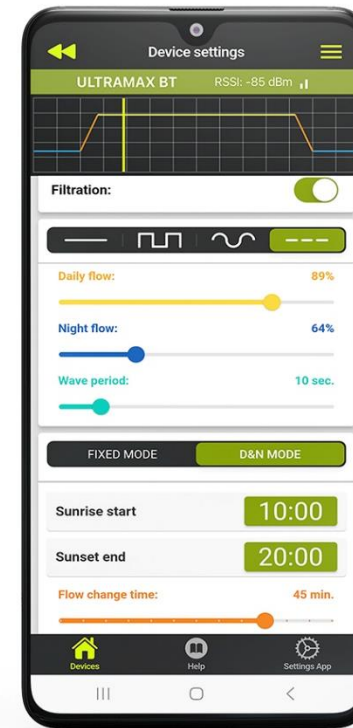 Device settings
ULTRAMAX BT RSSI: -85 dBm
Filtration:
Daily flow: 89%
Night flow: 64%
Wave period: 10 sec.
FIXED MODE D&N MODE
Sunrise start 10:00
Sunset end 20:00
Flow change time: 45 min.
Devices Help Settings App